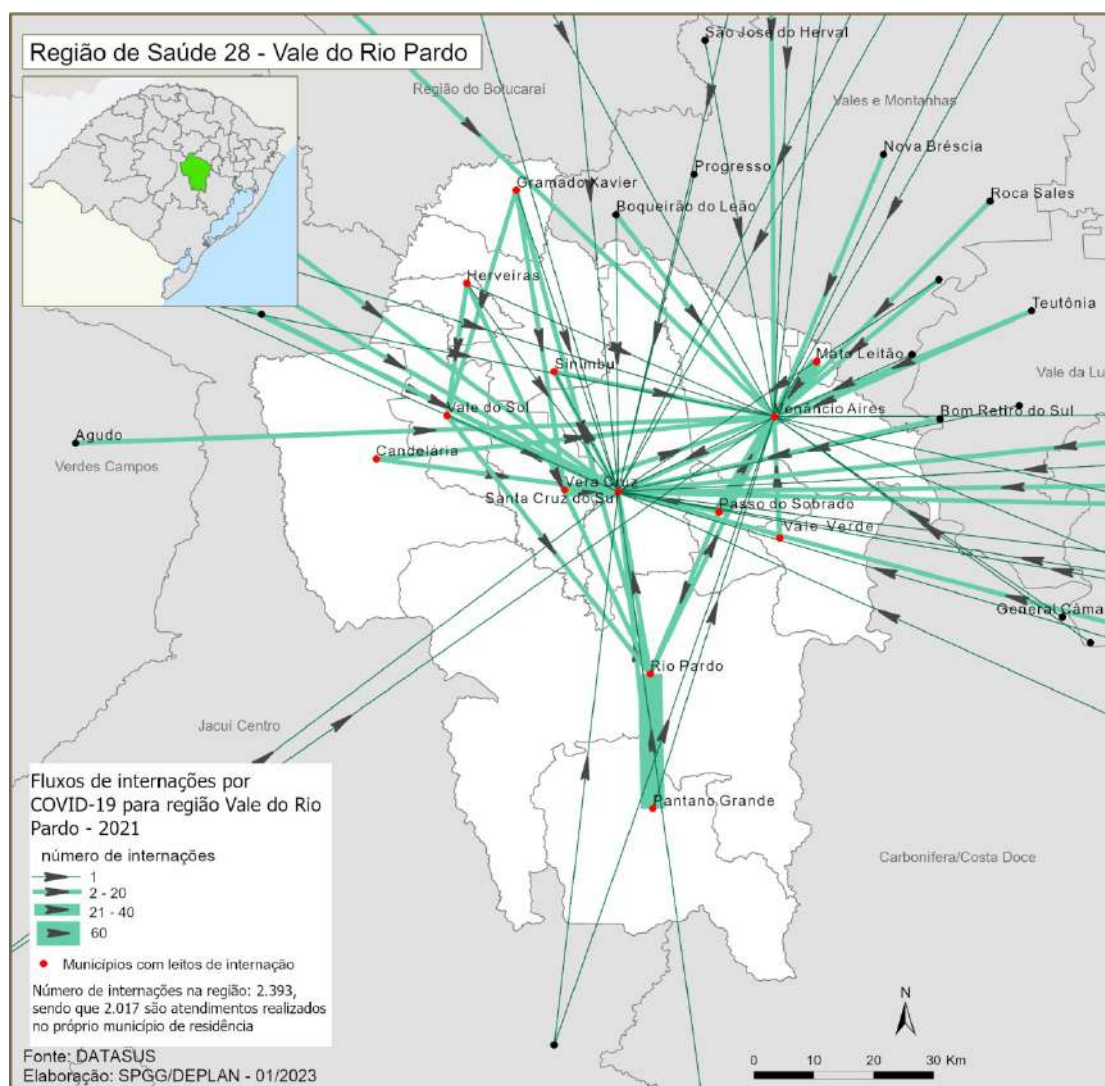 Região de Saúde 28 - Vale do Rio Pardo
São José do Herval
Região do Botucaraí
Vales e Montanhas
Nova Bréscia
Progresso
Gramado Xavier
Roca Sales
Boqueirão do Leão
Herveiras
Teutônia
Mato Leitão
Sinimbu
Vale da Lu
Vale do Sol
Venâncio Aires
Bom Retiro do Sul
Agudo
Candelária
Verdes Campos
Vera Cruz
Santa Cruz do Sul
Passo do Sobrado
Vale Verde
General Câma
Rio Pardo
Jacuí Centro
Pantano Grande
Carbonífera/Costa Doce
Fluxos de internações por
COVID-19 para região Vale do Rio
Pardo - 2021
número de internações
1
2 - 20
21 - 40
60
Municípios com leitos de internação
Número de internações na região: 2.393,
sendo que 2.017 são atendimentos realizados
no próprio município de residência
Fonte: DATASUS
Elaboração: SPGG/DEPLAN - 01/2023
N
0 10 20 30 Km